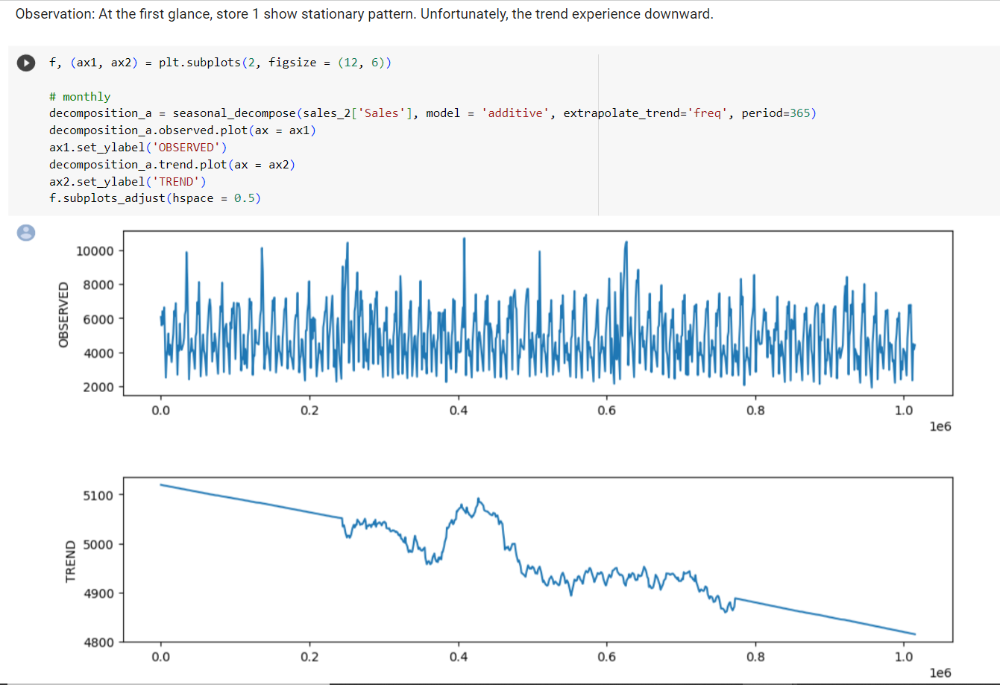 Observation: At the first glance, store 1 show stationary pattern. Unfortunately, the trend experience downward.
f, (ax1, ax2) = plt.subplots(2, figsize = (12, 6))
# monthly
decomposition_a = seasonal_decompose(sales_2['Sales'], model = 'additive', extrapolate_trend='freq', period=365)
decomposition_a.observed.plot(ax = ax1)
ax1.set_ylabel('OBSERVED')
decomposition_a.trend.plot(ax = ax2)
ax2.set_ylabel('TREND')
f.subplots_adjust(hspace = 0.5)
OBSERVED
10000
8000
6000
4000
2000
0.0 0.2 0.4 0.6 0.8 1.0
1e6
TREND
5100
5000
4900
4800
0.0 0.2 0.4 0.6 0.8 1.0
1e6